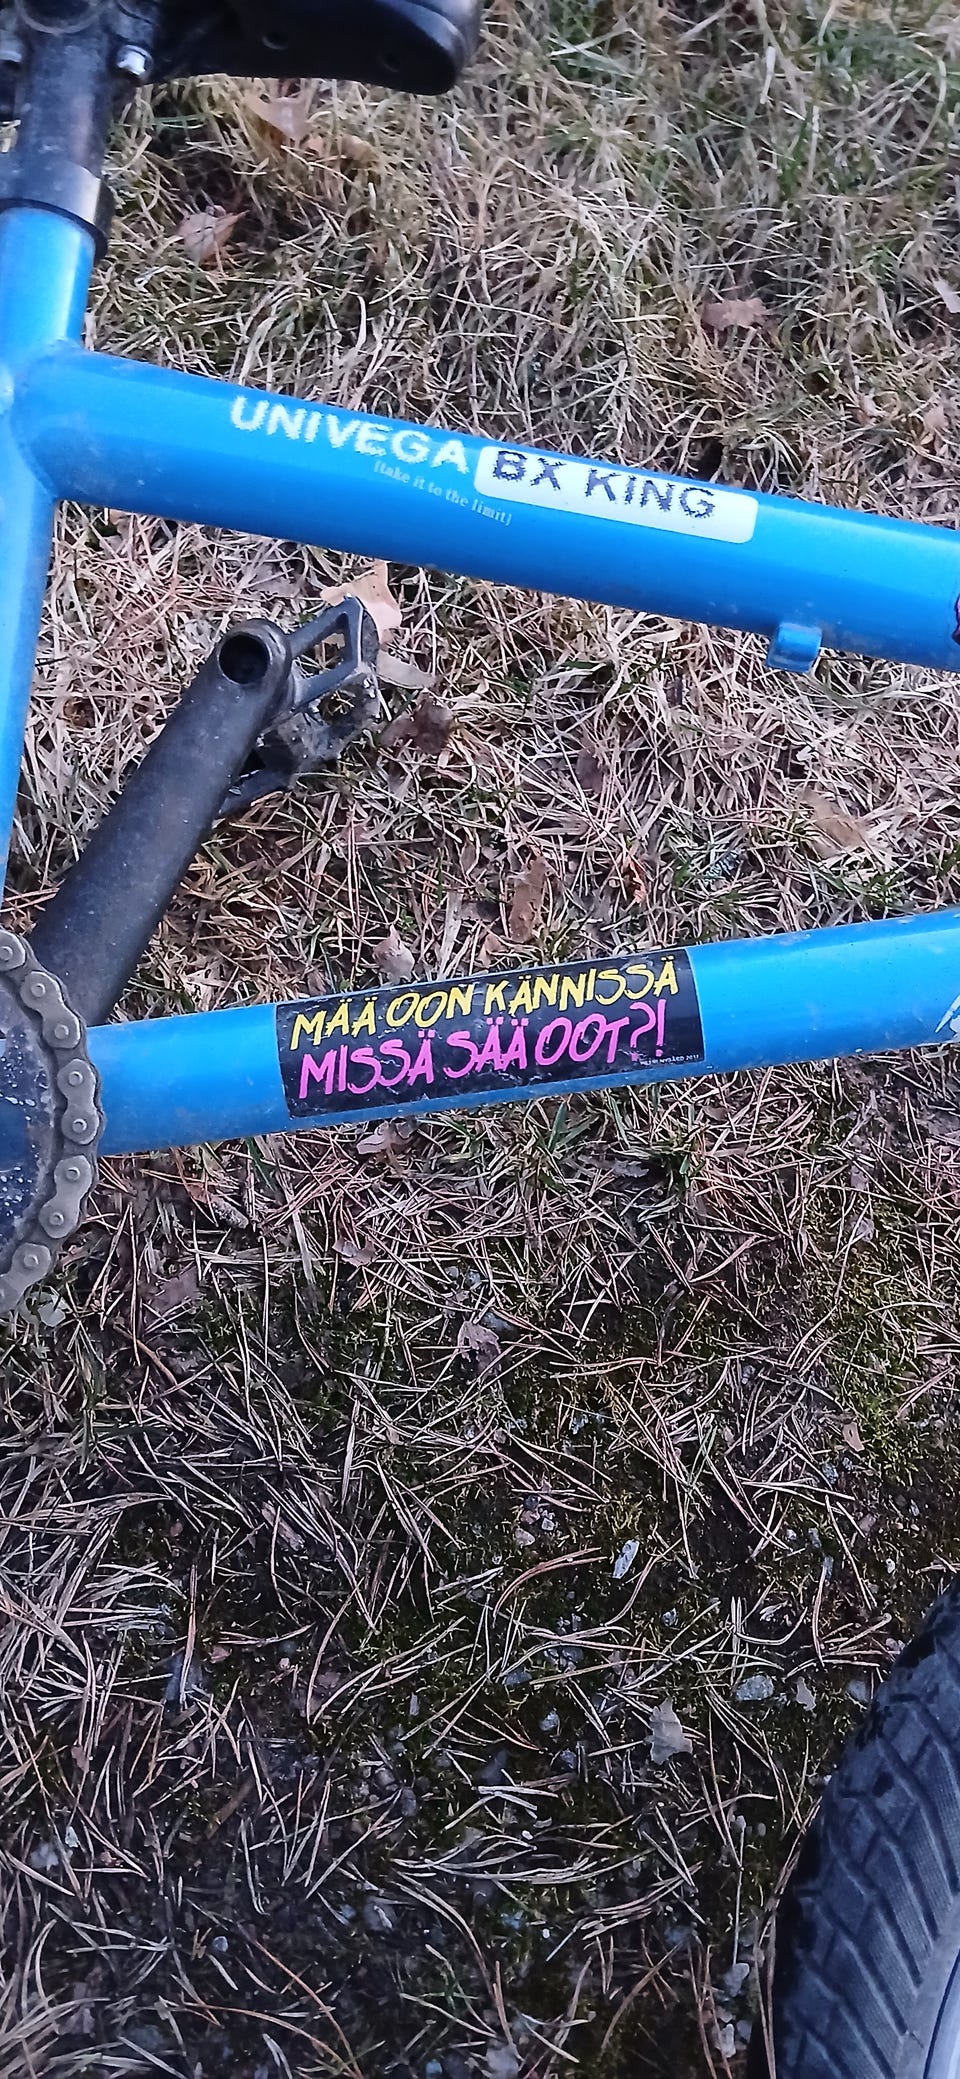 UNIVEGA BX KING
[take it to the limit]
MÄÄ OON KÄNNISSÄ
MISSÄ SÄÄ OOT?!